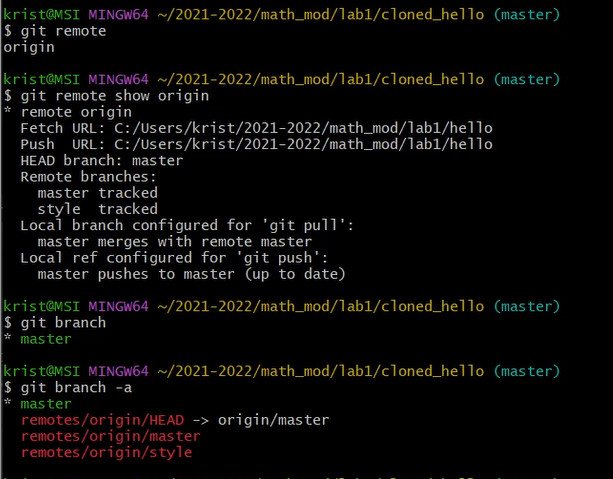 krist@MSI MINGW64 ~/2021-2022/math_mod/lab1/cloned_hello (master)
$ git remote
origin
krist@MSI MINGW64 ~/2021-2022/math_mod/lab1/cloned_hello (master)
$ git remote show origin
* remote origin
  Fetch URL: C:/Users/krist/2021-2022/math_mod/lab1/hello
  Push  URL: C:/Users/krist/2021-2022/math_mod/lab1/hello
  HEAD branch: master
  Remote branches:
    master tracked
    style  tracked
  Local branch configured for 'git pull':
    master merges with remote master
  Local ref configured for 'git push':
    master pushes to master (up to date)
krist@MSI MINGW64 ~/2021-2022/math_mod/lab1/cloned_hello (master)
$ git branch
* master
krist@MSI MINGW64 ~/2021-2022/math_mod/lab1/cloned_hello (master)
$ git branch -a
* master
  remotes/origin/HEAD -> origin/master
  remotes/origin/master
  remotes/origin/style